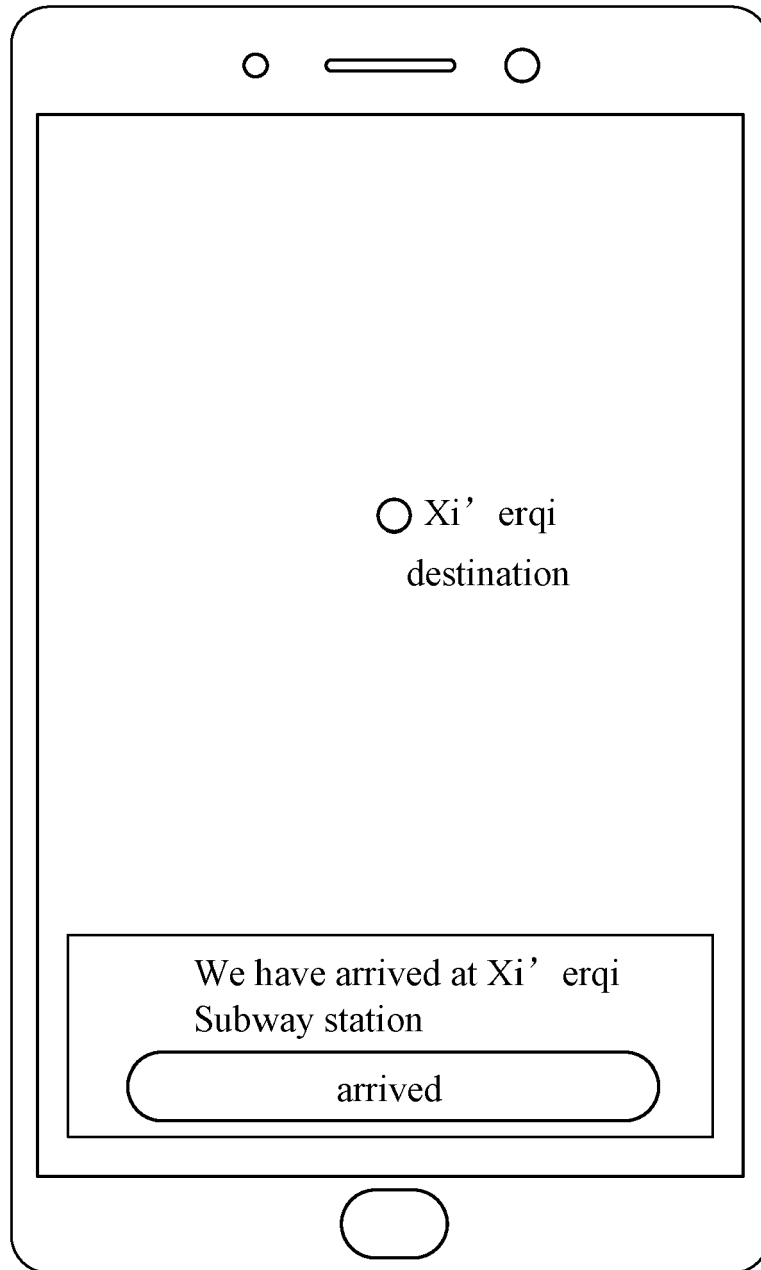 Xi’ erqi
destination
We have arrived at Xi’ erqi
Subway station
arrived